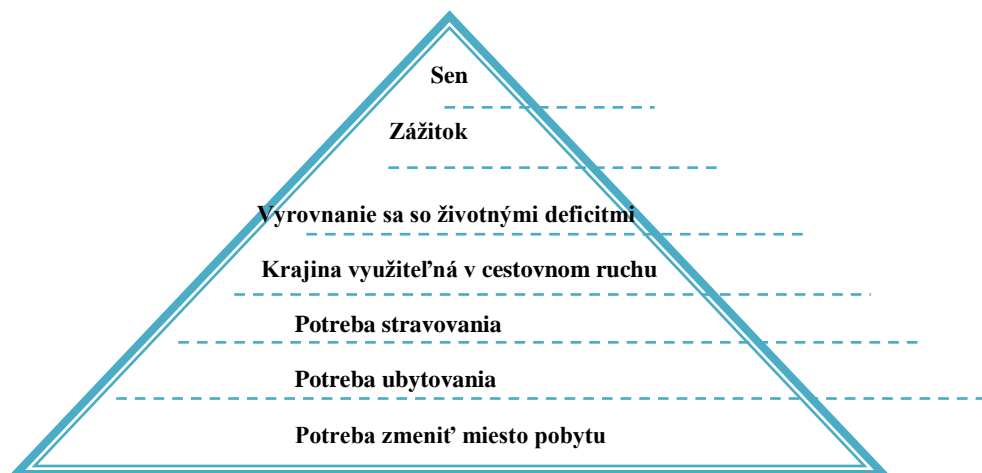 Sen
Zážitok
Vyrovnanie sa so životnými deficitmi
Krajina využiteľná v cestovnom ruchu
Potreba stravovania
Potreba ubytovania
Potreba zmeniť miesto pobytu